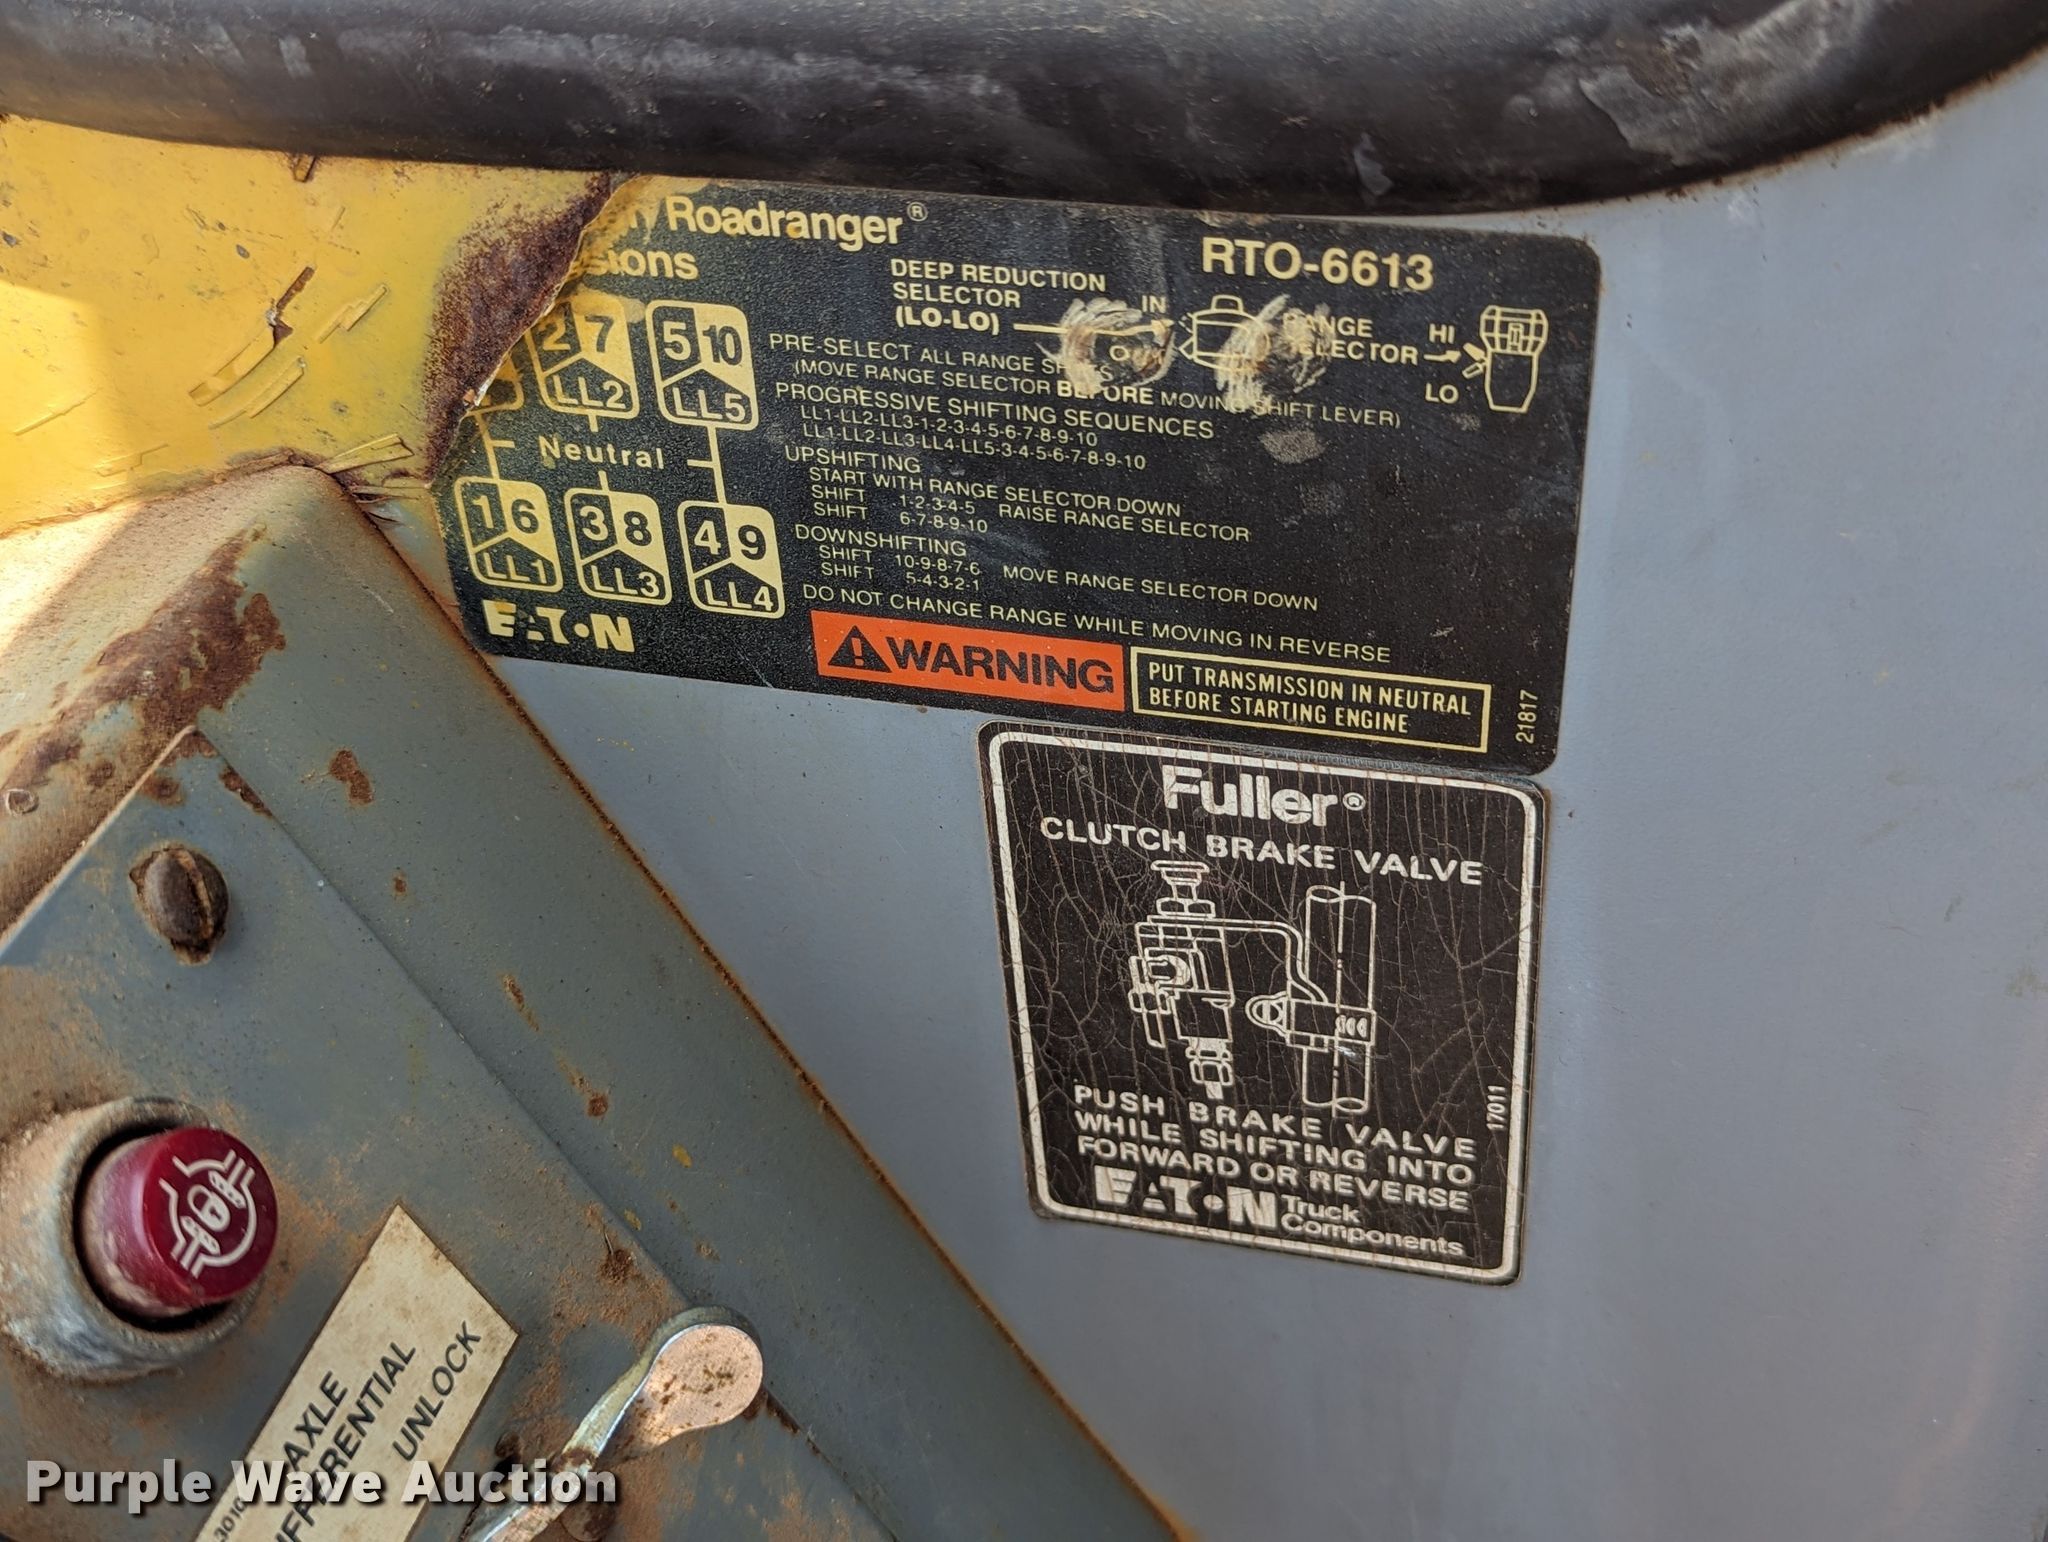 Roadranger®
RTO-6613
DEEP REDUCTION
SELECTOR
(LO-LO)
IN
RANGE
SELECTOR
HI
LO
2 7
LL2
5 10
LL5
Neutral
1 6
LL1
3 8
LL3
4 9
LL4
PRE-SELECT ALL RANGE
(MOVE RANGE SELECTOR BEFORE MOVING SHIFT LEVER)
PROGRESSIVE SHIFTING SEQUENCES
LL1-LL2-LL3-1-2-3-4-5-6-7-8-9-10
LL1-LL2-LL3-LL4-LL5-3-4-5-6-7-8-9-10
UPSHIFTING
START WITH RANGE SELECTOR DOWN
SHIFT 1-2-3-4-5 RAISE RANGE SELECTOR
SHIFT 6-7-8-9-10
DOWNSHIFTING
SHIFT 10-9-8-7-6 MOVE RANGE SELECTOR DOWN
SHIFT 5-4-3-2-1
DO NOT CHANGE RANGE WHILE MOVING IN REVERSE
EATON
WARNING
PUT TRANSMISSION IN NEUTRAL
BEFORE STARTING ENGINE
21817
Fuller®
CLUTCH BRAKE VALVE
PUSH BRAKE VALVE
WHILE SHIFTING INTO
FORWARD OR REVERSE
EATON Truck
Components
17011
AXLE
UNLOCK
Purple Wave Auction